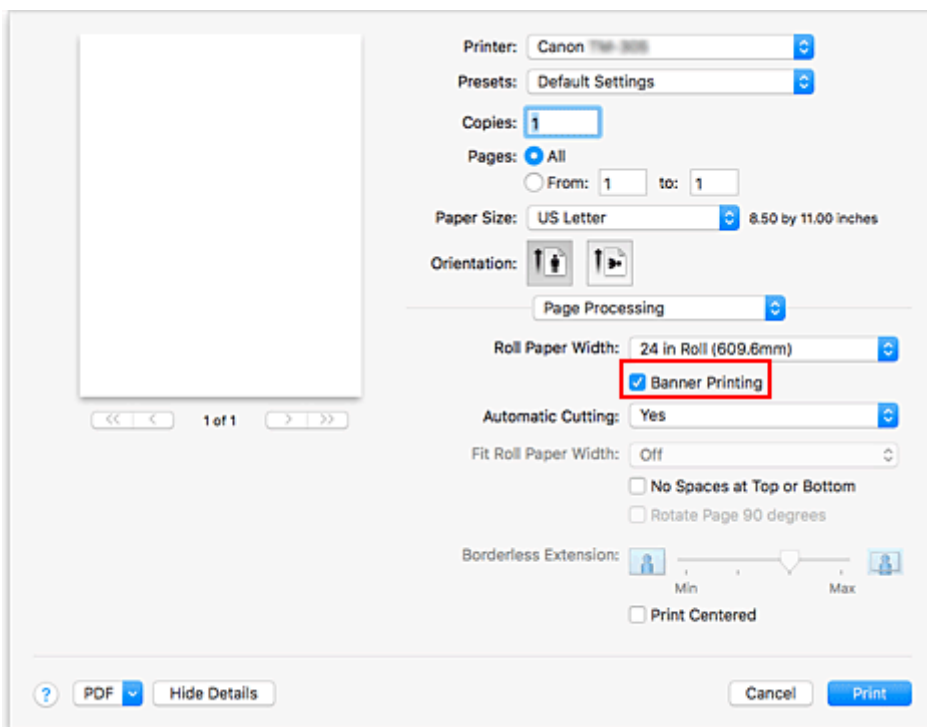 Printer: Canon
Presets: Default Settings
Copies: 1
Pages: All
From: 1 to: 1
Paper Size: US Letter 8.50 by 11.00 inches
Orientation:
Page Processing
Roll Paper Width: 24 in Roll (609.6mm)
Banner Printing
<< < 1 of 1 > >>
Automatic Cutting: Yes
Fit Roll Paper Width: Off
No Spaces at Top or Bottom
Rotate Page 90 degrees
Borderless Extension:
Min Max
Print Centered
? PDF Hide Details Cancel Print